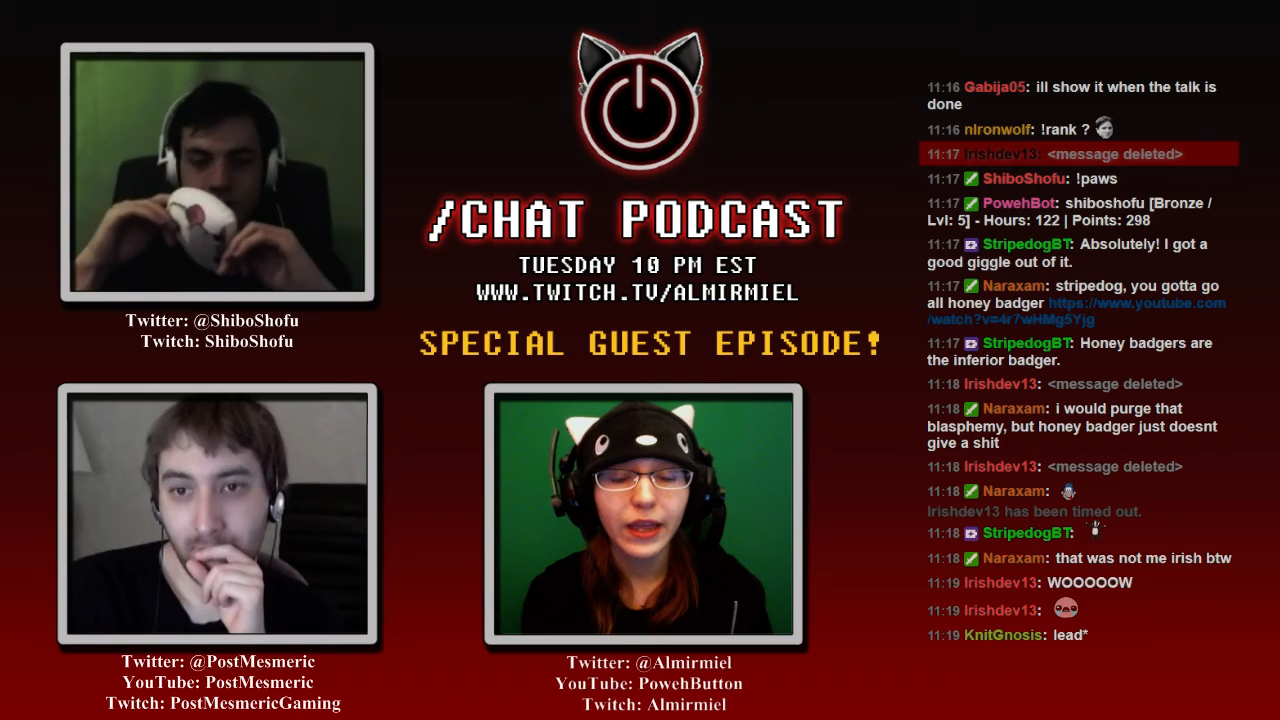 /CHAT PODCAST
TUESDAY 10 PM EST
WWW.TWITCH.TV/ALMIRMIEL
SPECIAL GUEST EPISODE!
Twitter: @ShiboShofu
Twitch: ShiboShofu
Twitter: @PostMesmeric
YouTube: PostMesmeric
Twitch: PostMesmericGaming
Twitter: @Almirmiel
YouTube: PowehButton
Twitch: Almirmiel
11:16 Gabija05: ill show it when the talk is
done
11:16 nIronwolf: !rank ?
11:17 Irishdev13: <message deleted>
11:17 ShiboShofu: !paws
11:17 PowehBot: shiboshofu [Bronze /
Lvl: 5] - Hours: 122 | Points: 298
11:17 StripedogBT: Absolutely! I got a
good giggle out of it.
11:17 Naraxam: stripedog, you gotta go
all honey badger https://www.youtube.com
/watch?v=4r7wHMg5Yjg
11:17 StripedogBT: Honey badgers are
the inferior badger.
11:18 Irishdev13: <message deleted>
11:18 Naraxam: i would purge that
blasphemy, but honey badger just doesnt
give a shit
11:18 Irishdev13: <message deleted>
11:18 Naraxam:
Irishdev13 has been timed out.
11:18 StripedogBT:
11:18 Naraxam: that was not me irish btw
11:19 Irishdev13: WOOOOOW
11:19 Irishdev13:
11:19 KnitGnosis: lead*